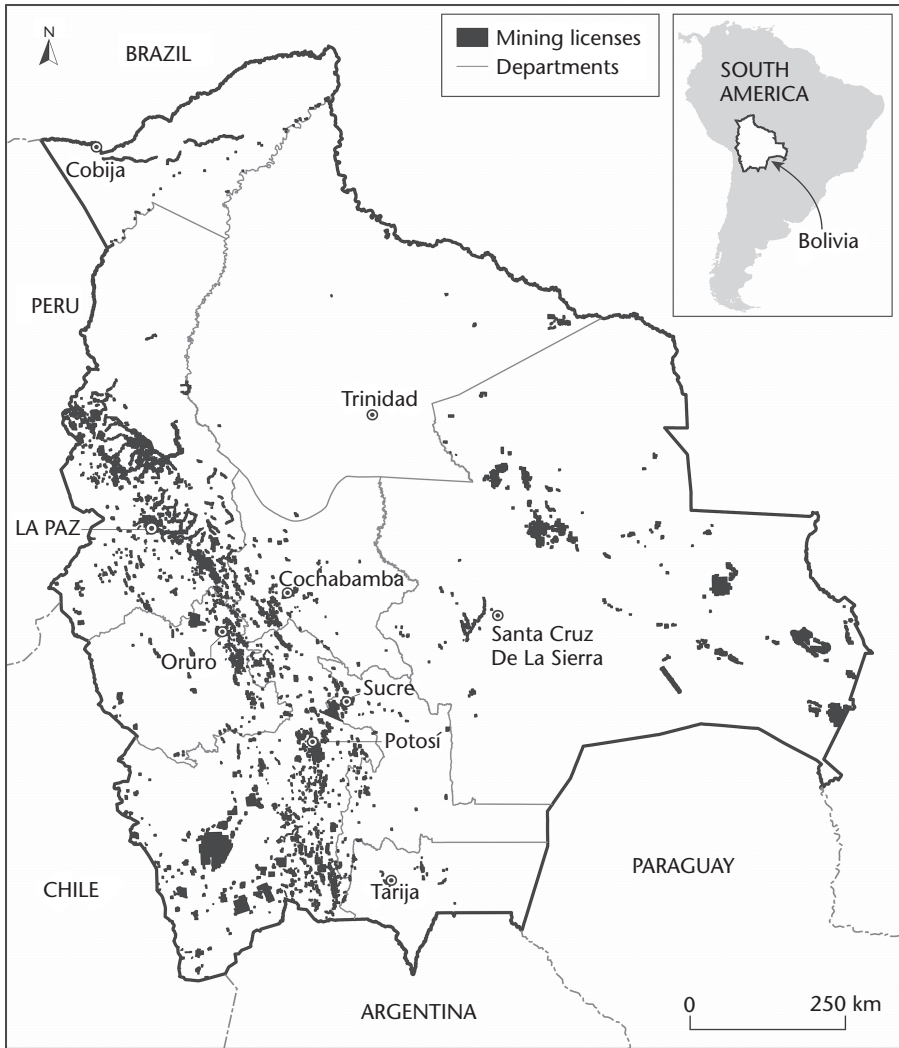 N
BRAZIL
Mining licenses
Departments
SOUTH
AMERICA
Bolivia
Cobija
PERU
Trinidad
LA PAZ
Cochabamba
Santa Cruz
De La Sierra
Oruro
Sucre
Potosí
PARAGUAY
CHILE
Tarija
ARGENTINA
0 250 km